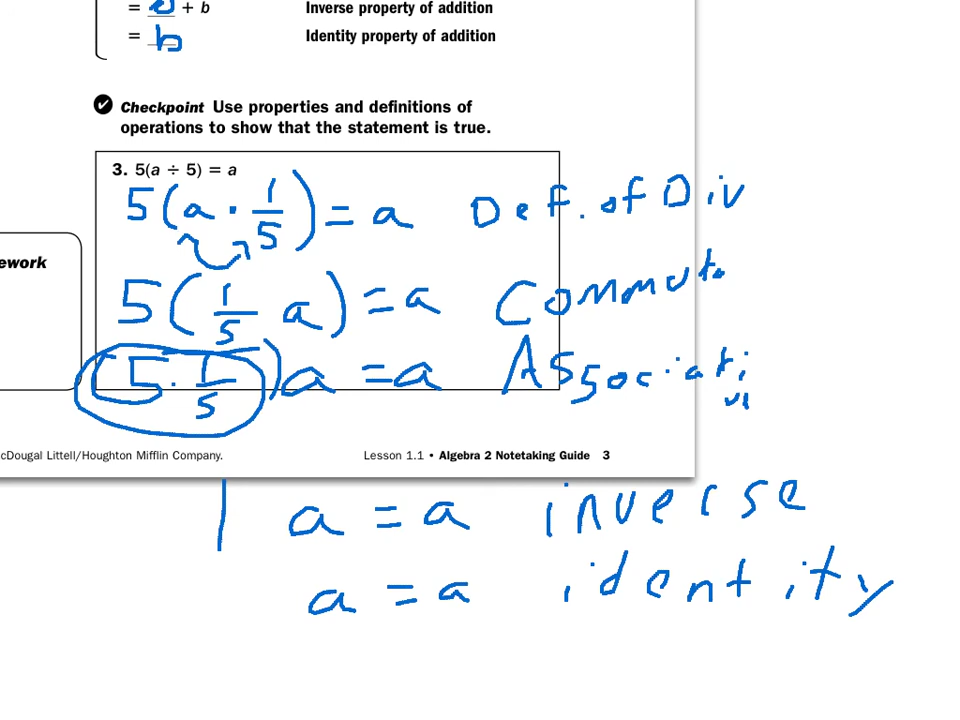 = a + b Inverse property of addition
= b Identity property of addition
Checkpoint Use properties and definitions of
operations to show that the statement is true.
3. 5(a ÷ 5) = a
5(a · 1/5) = a Def. of Div
ework
5(1/5 a) = a Commuta
(5 · 1/5)a = a Associative
cDougal Littell/Houghton Mifflin Company. Lesson 1.1 • Algebra 2 Notetaking Guide 3
1 a = a inverse
a = a identity